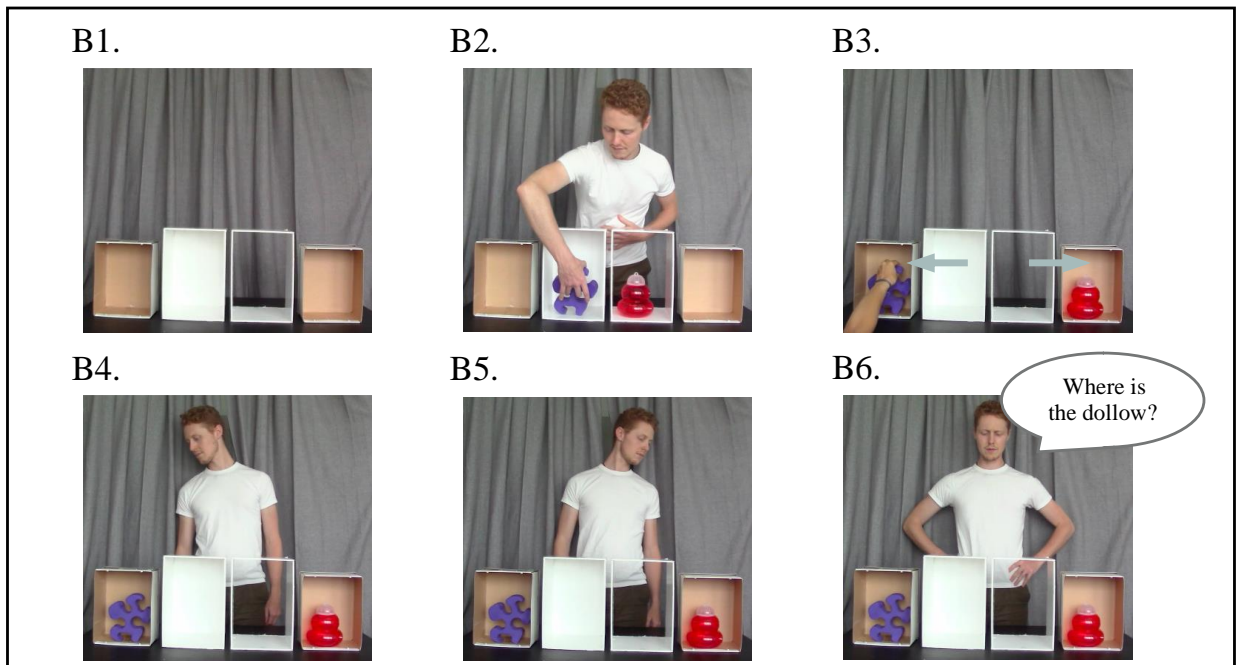 B1.
B2.
B3.
B4.
B5.
B6.
Where is
the dollow?